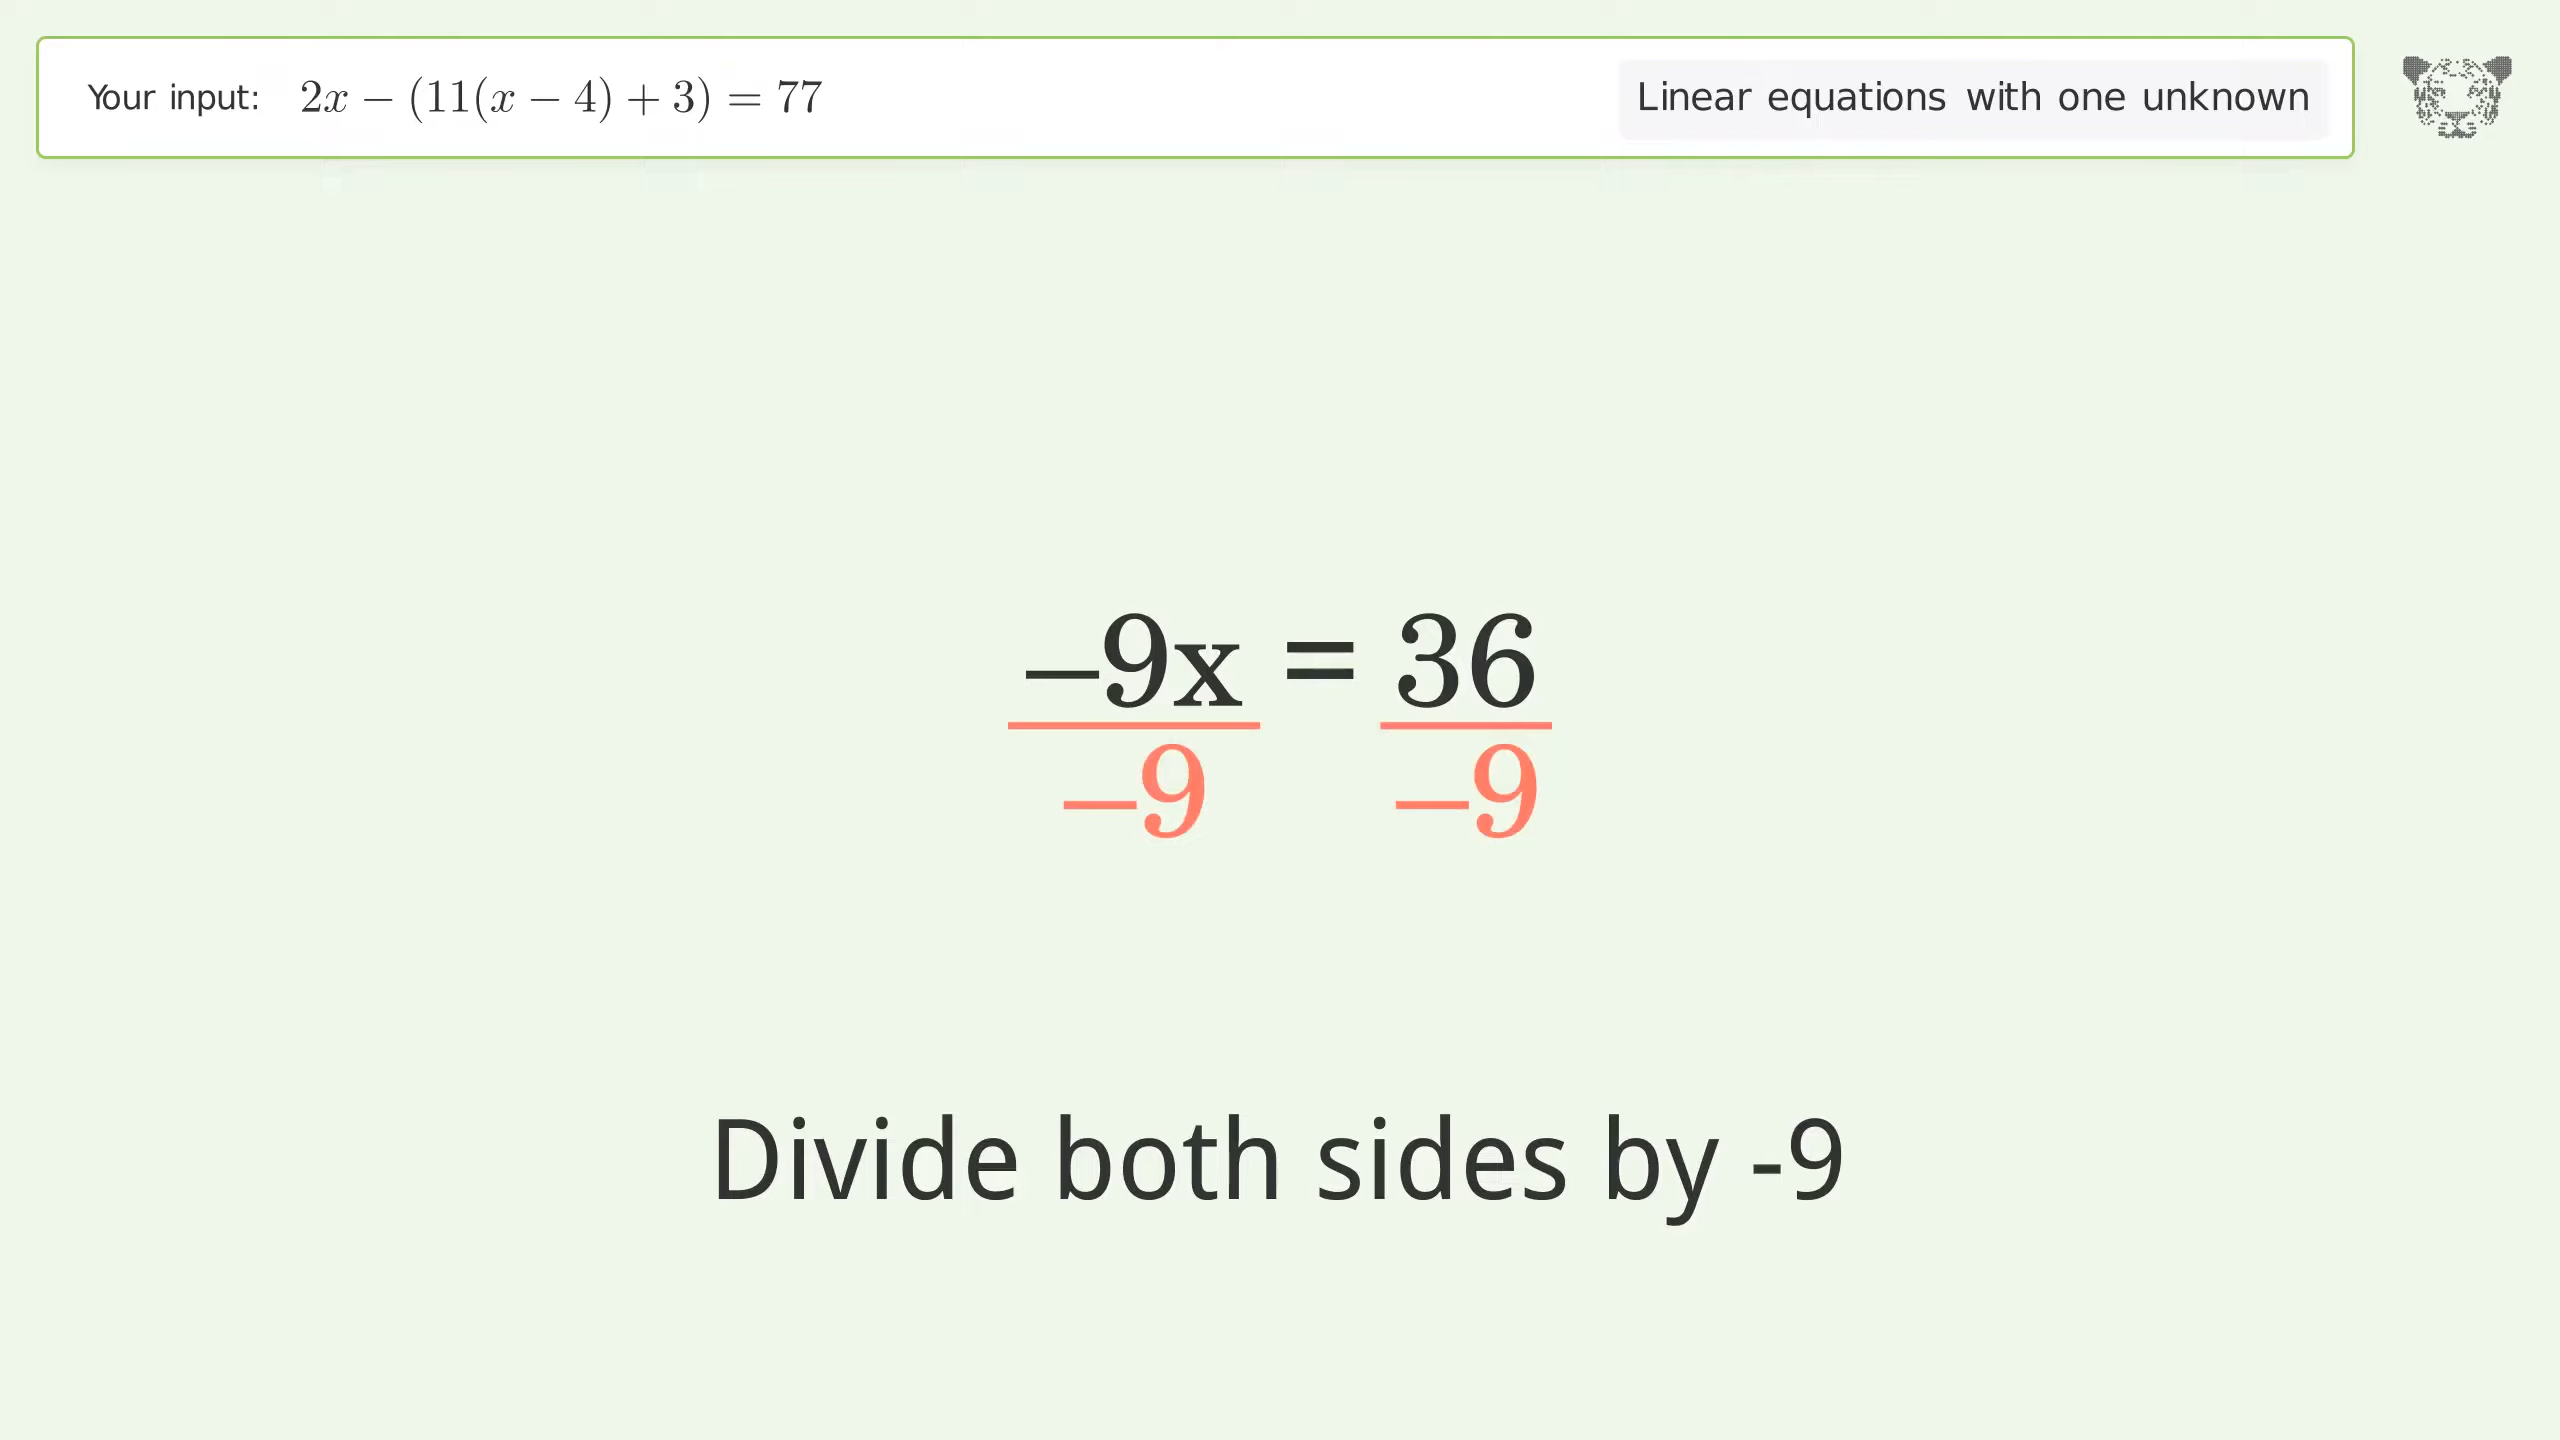 Your input: 2x − (11(x − 4) + 3) = 77
Linear equations with one unknown
−9x = 36
−9 −9
Divide both sides by -9